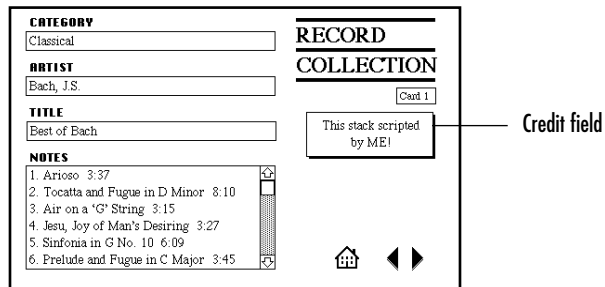 CATEGORY
Classical
ARTIST
Bach, J.S.
TITLE
Best of Bach
NOTES
1. Arioso 3:37
2. Tocatta and Fugue in D Minor 8:10
3. Air on a ‘G’ String 3:15
4. Jesu, Joy of Man’s Desiring 3:27
5. Sinfonia in G No. 10 6:09
6. Prelude and Fugue in C Major 3:45
RECORD
COLLECTION
Card 1
This stack scripted
by ME!
Credit field